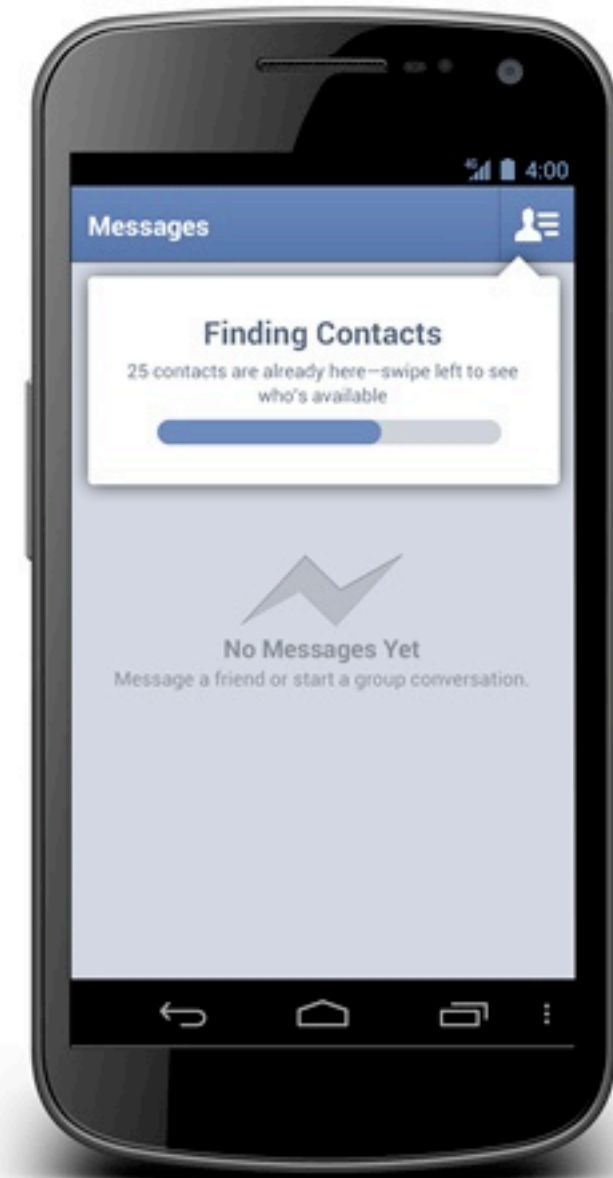 4G 4:00
Messages
Finding Contacts
25 contacts are already here—swipe left to see
who's available
No Messages Yet
Message a friend or start a group conversation.